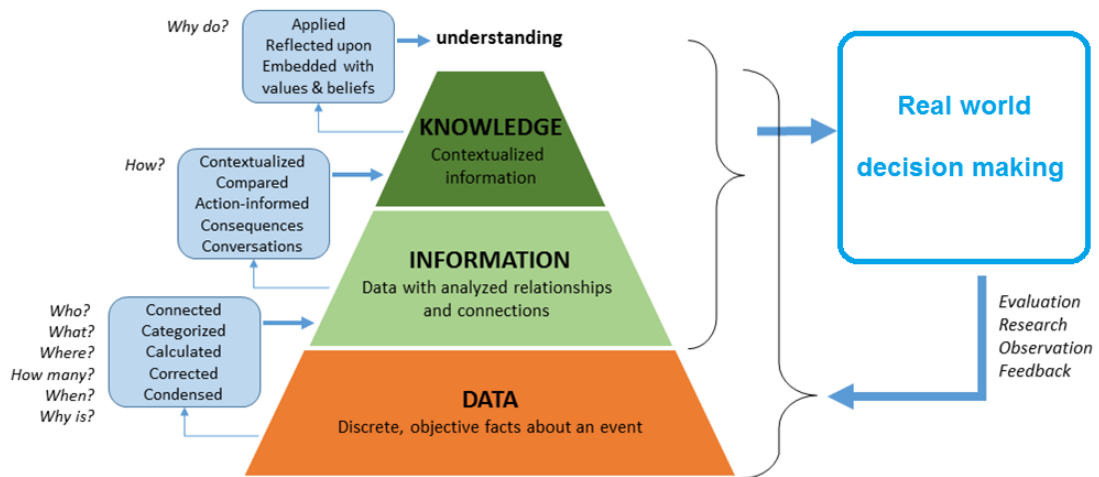 Why do?
Applied
Reflected upon
Embedded with
values & beliefs
understanding
KNOWLEDGE
Contextualized
information
How?
Contextualized
Compared
Action-informed
Consequences
Conversations
INFORMATION
Data with analyzed relationships
and connections
Who?
What?
Where?
How many?
When?
Why is?
Connected
Categorized
Calculated
Corrected
Condensed
DATA
Discrete, objective facts about an event
Real world
decision making
Evaluation
Research
Observation
Feedback